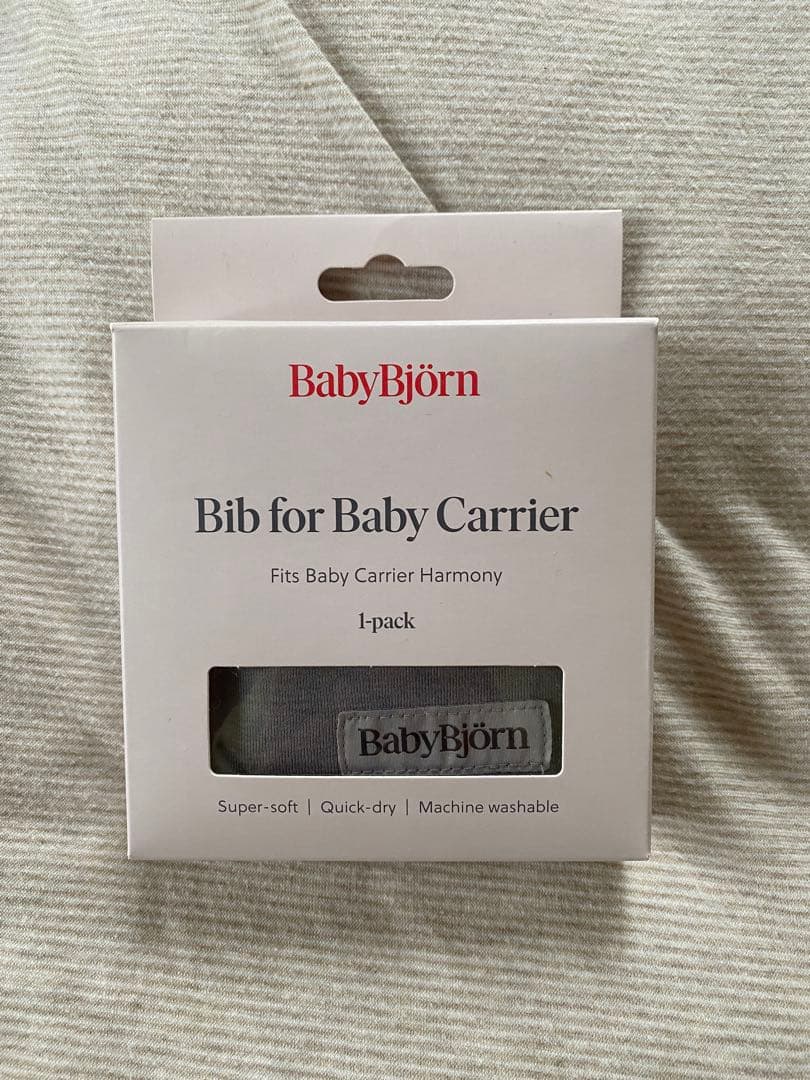 BabyBjörn
Bib for Baby Carrier
Fits Baby Carrier Harmony
1-pack
BabyBjörn
Super-soft | Quick-dry | Machine washable